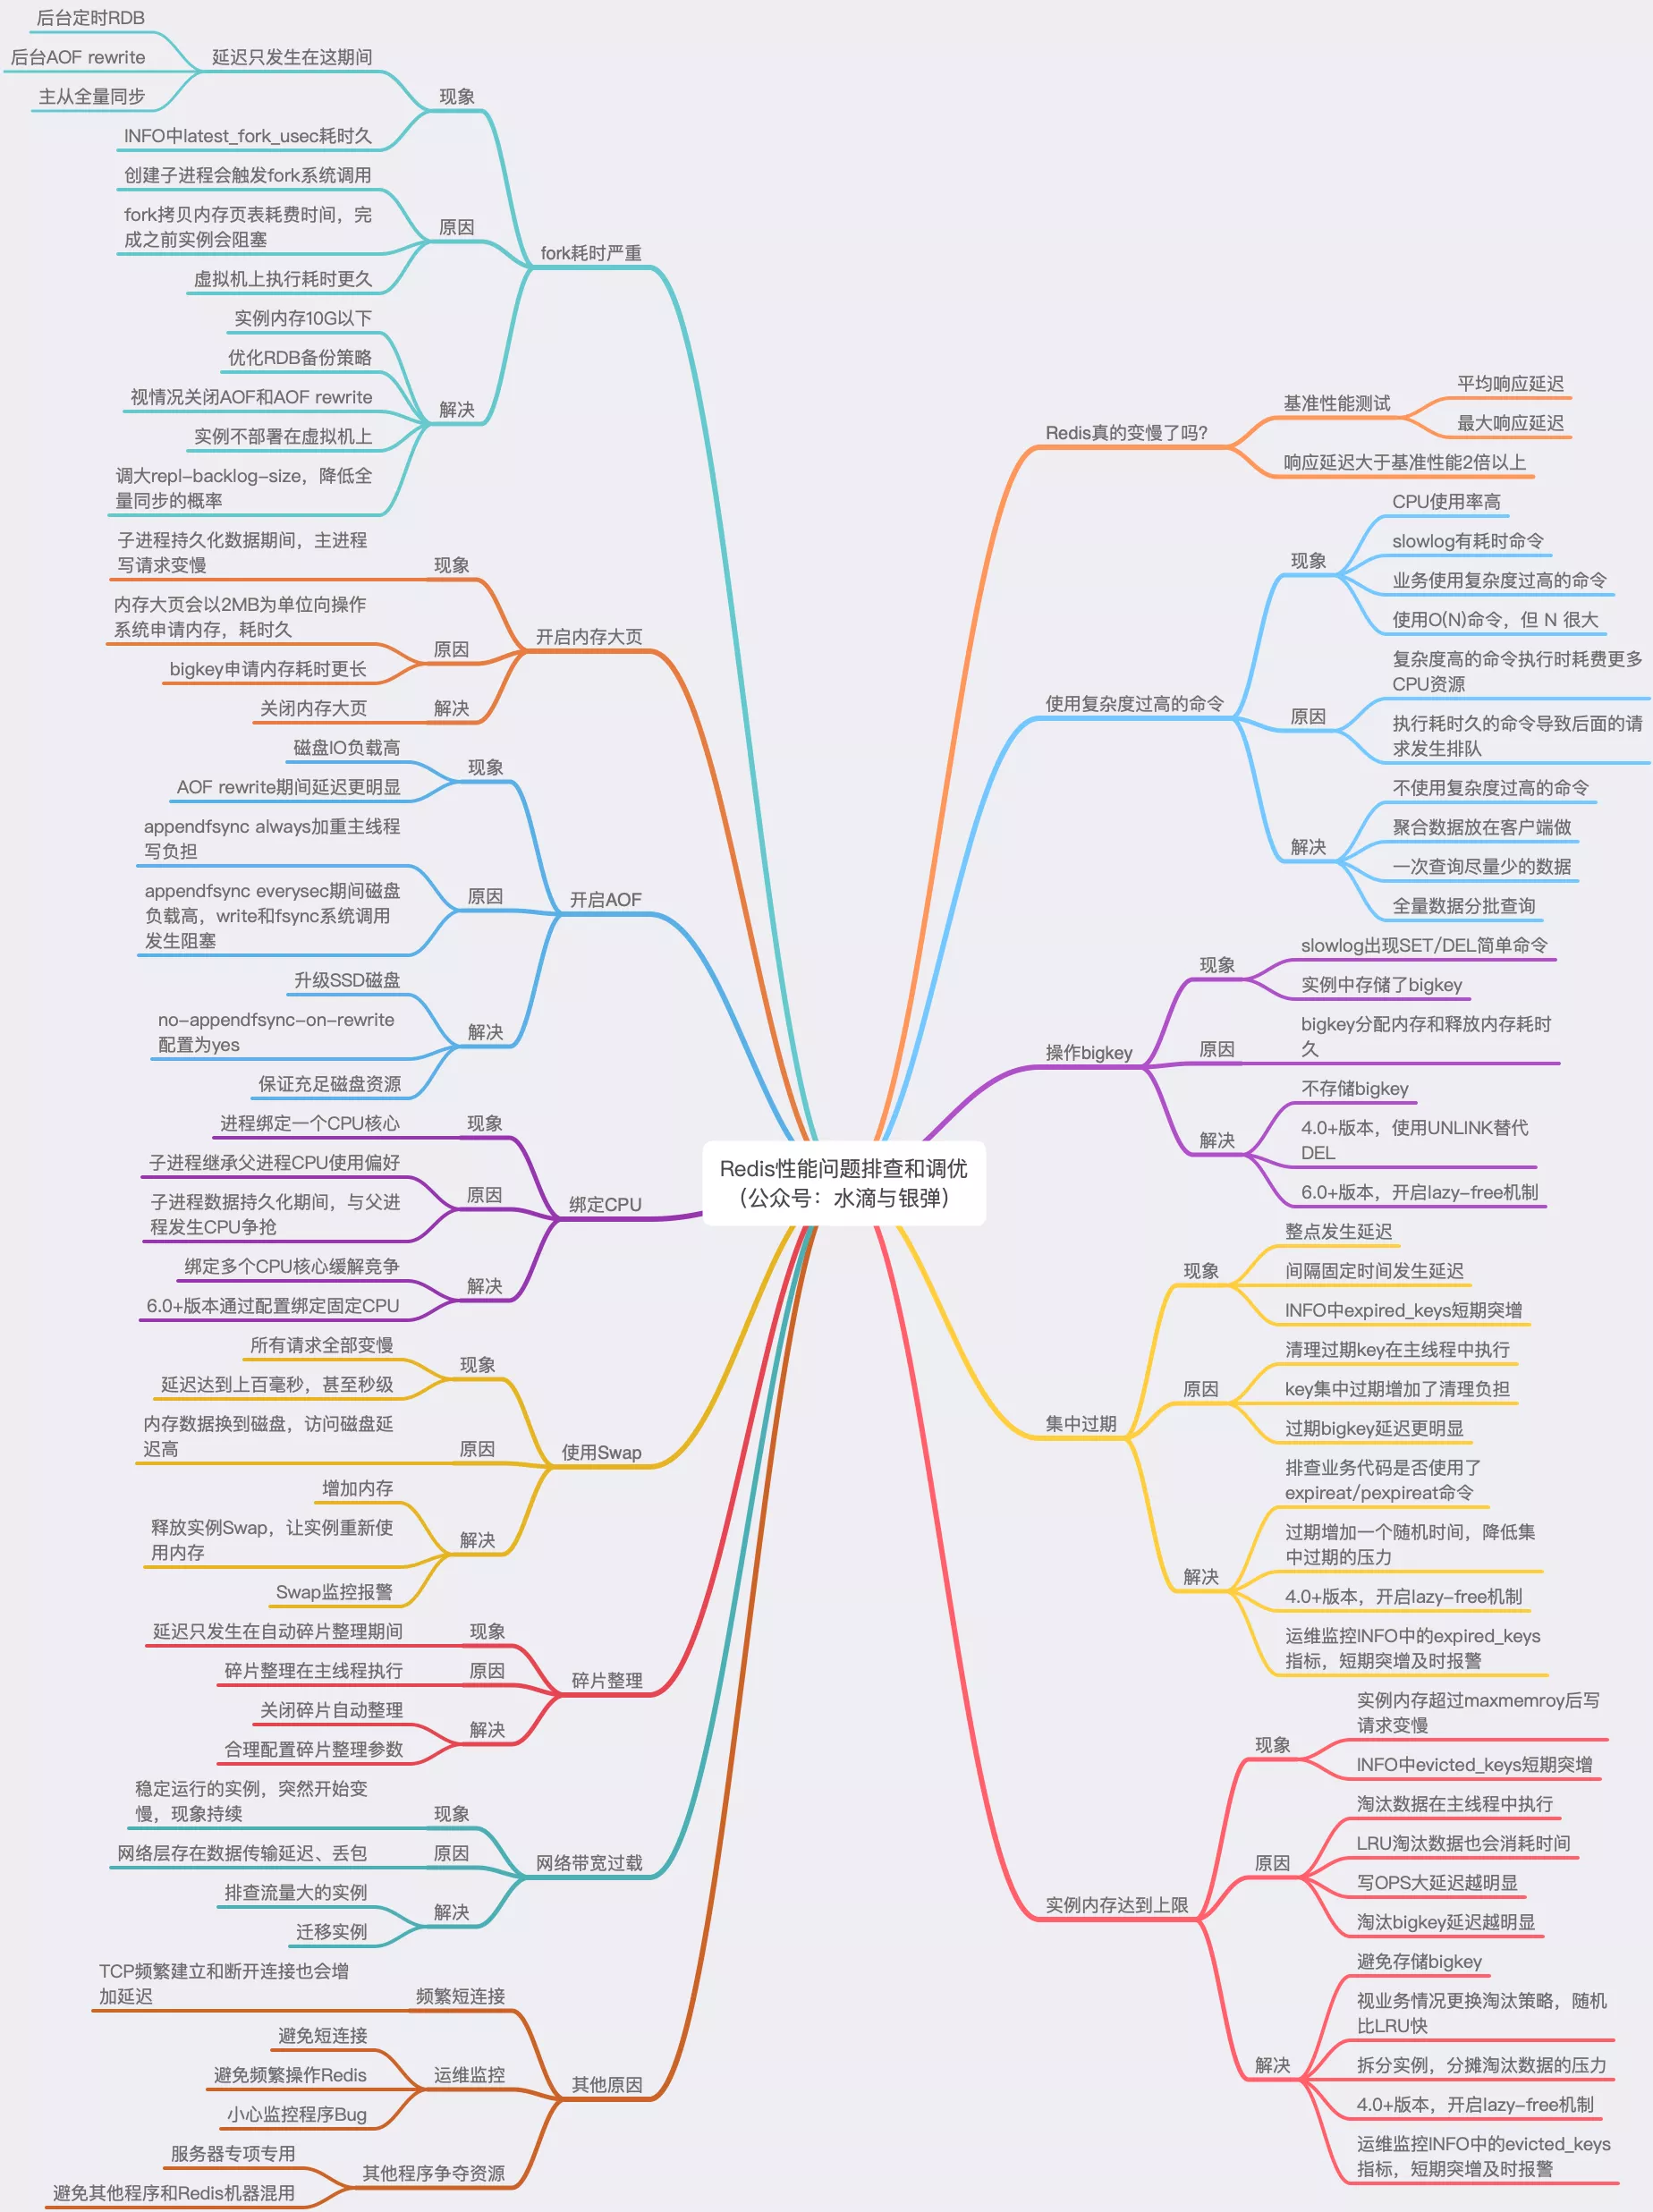 Redis性能问题排查和调优
（公众号：水滴与银弹）
后台定时RDB
后台AOF rewrite
主从全量同步
延迟只发生在这期间
现象
INFO中latest_fork_usec耗时久
创建子进程会触发fork系统调用
fork拷贝内存页表耗费时间，完
成之前实例会阻塞
原因
虚拟机上执行耗时更久
fork耗时严重
实例内存10G以下
优化RDB备份策略
视情况关闭AOF和AOF rewrite
解决
实例不部署在虚拟机上
调大repl-backlog-size，降低全
量同步的概率
子进程持久化数据期间，主进程
写请求变慢
现象
内存大页会以2MB为单位向操作
系统申请内存，耗时久
原因
bigkey申请内存耗时更长
开启内存大页
关闭内存大页
解决
磁盘IO负载高
现象
AOF rewrite期间延迟更明显
appendfsync always加重主线程
写负担
原因
appendfsync everysec期间磁盘
负载高，write和fsync系统调用
发生阻塞
开启AOF
升级SSD磁盘
no-appendfsync-on-rewrite
配置为yes
解决
保证充足磁盘资源
进程绑定一个CPU核心
现象
子进程继承父进程CPU使用偏好
原因
子进程数据持久化期间，与父进
程发生CPU争抢
绑定CPU
绑定多个CPU核心缓解竞争
解决
6.0+版本通过配置绑定固定CPU
所有请求全部变慢
现象
延迟达到上百毫秒，甚至秒级
内存数据换到磁盘，访问磁盘延
迟高
原因
使用Swap
增加内存
释放实例Swap，让实例重新使
用内存
解决
Swap监控报警
延迟只发生在自动碎片整理期间
现象
碎片整理在主线程执行
原因
碎片整理
关闭碎片自动整理
解决
合理配置碎片整理参数
稳定运行的实例，突然开始变
慢，现象持续
现象
网络层存在数据传输延迟、丢包
原因
网络带宽过载
排查流量大的实例
解决
迁移实例
TCP频繁建立和断开连接也会增
加延迟
频繁短连接
避免短连接
避免频繁操作Redis
运维监控
小心监控程序Bug
其他原因
服务器专项专用
其他程序争夺资源
避免其他程序和Redis机器混用
Redis真的变慢了吗？
基准性能测试
平均响应延迟
最大响应延迟
响应延迟大于基准性能2倍以上
使用复杂度过高的命令
现象
CPU使用率高
slowlog有耗时命令
业务使用复杂度过高的命令
使用O(N)命令，但 N 很大
原因
复杂度高的命令执行时耗费更多
CPU资源
执行耗时久的命令导致后面的请
求发生排队
解决
不使用复杂度过高的命令
聚合数据放在客户端做
一次查询尽量少的数据
全量数据分批查询
操作bigkey
现象
slowlog出现SET/DEL简单命令
实例中存储了bigkey
原因
bigkey分配内存和释放内存耗时
久
解决
不存储bigkey
4.0+版本，使用UNLINK替代
DEL
6.0+版本，开启lazy-free机制
集中过期
现象
整点发生延迟
间隔固定时间发生延迟
INFO中expired_keys短期突增
原因
清理过期key在主线程中执行
key集中过期增加了清理负担
过期bigkey延迟更明显
解决
排查业务代码是否使用了
expireat/pexpireat命令
过期增加一个随机时间，降低集
中过期的压力
4.0+版本，开启lazy-free机制
运维监控INFO中的expired_keys
指标，短期突增及时报警
实例内存达到上限
现象
实例内存超过maxmemroy后写
请求变慢
INFO中evicted_keys短期突增
原因
淘汰数据在主线程中执行
LRU淘汰数据也会消耗时间
写OPS大延迟越明显
淘汰bigkey延迟越明显
解决
避免存储bigkey
视业务情况更换淘汰策略，随机
比LRU快
拆分实例，分摊淘汰数据的压力
4.0+版本，开启lazy-free机制
运维监控INFO中的evicted_keys
指标，短期突增及时报警